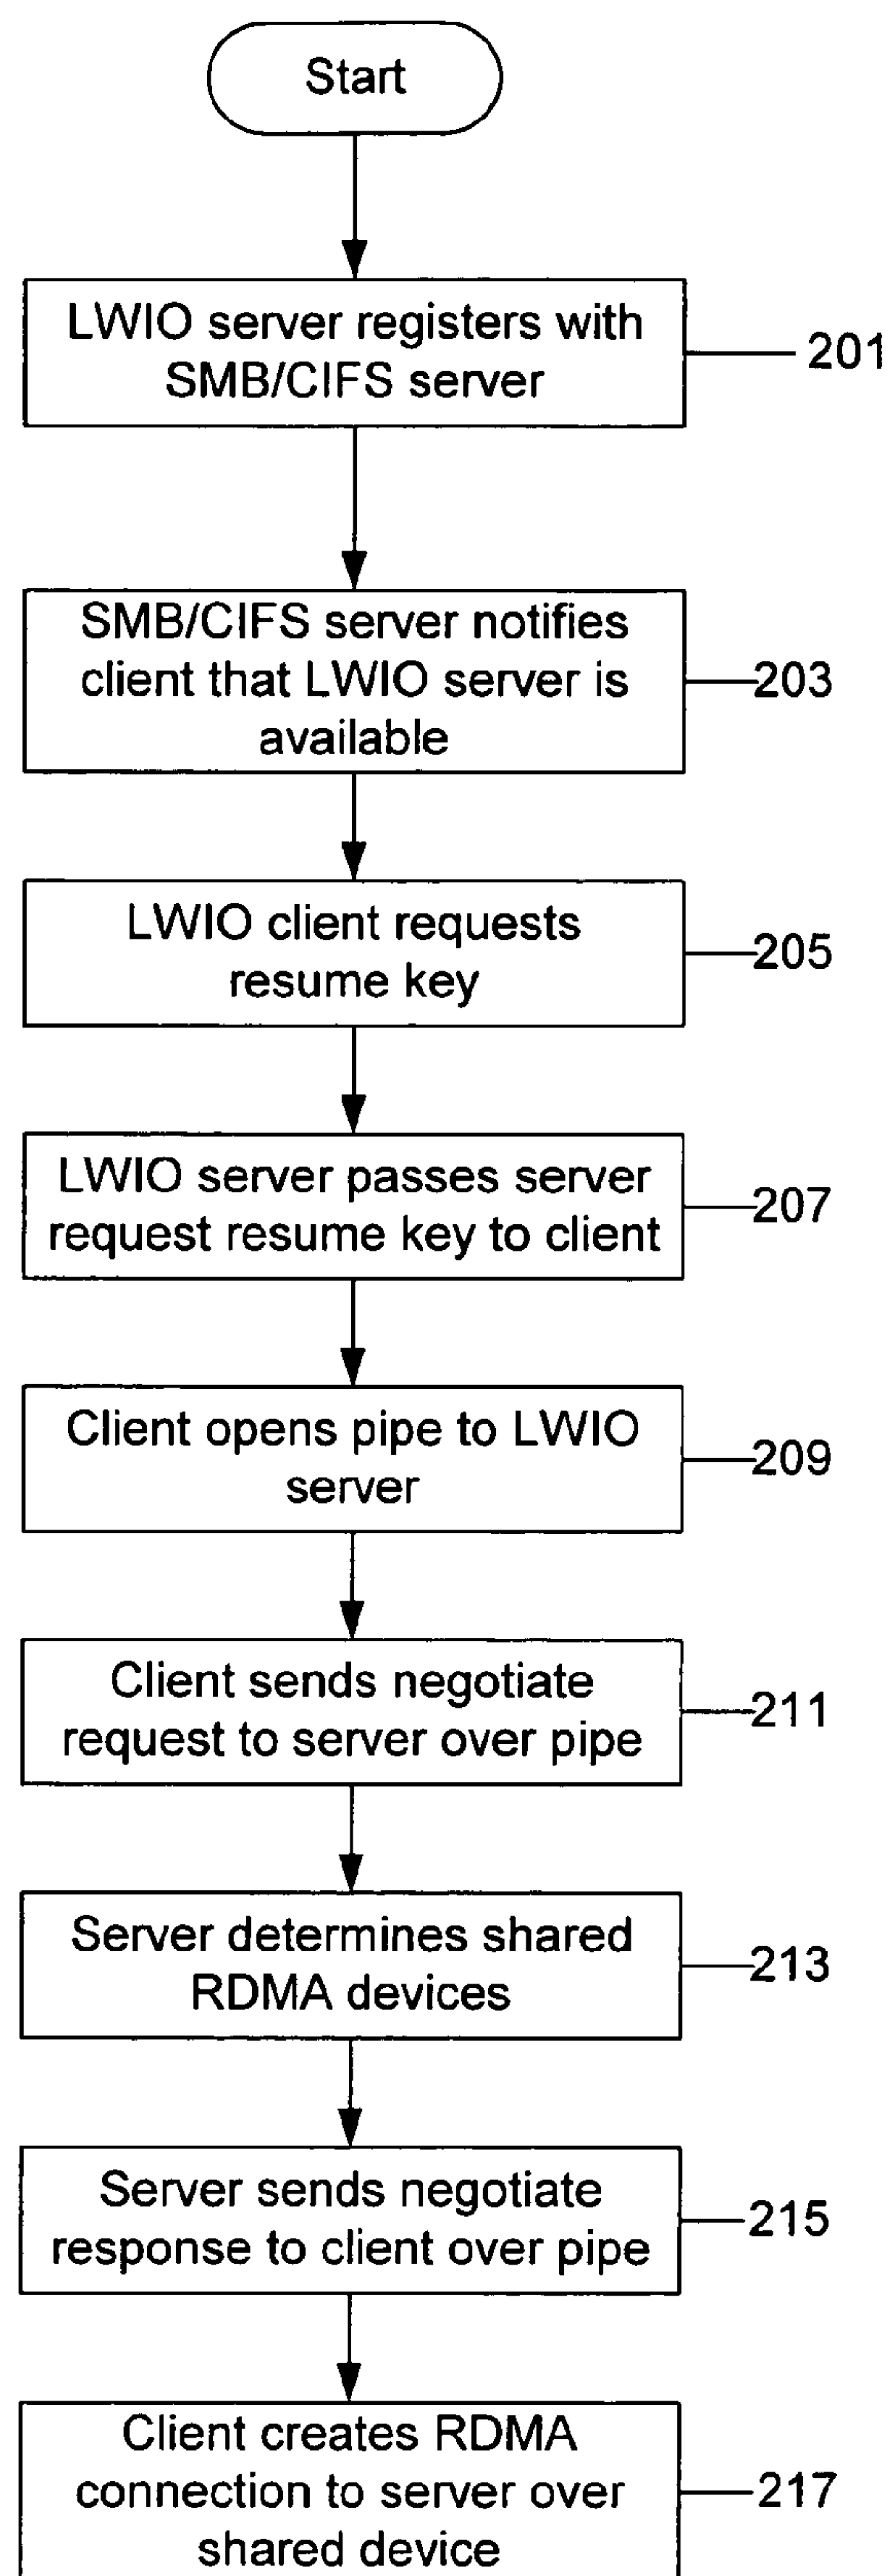 Start
LWIO server registers with
SMB/CIFS server
201
SMB/CIFS server notifies
client that LWIO server is
available
203
LWIO client requests
resume key
205
LWIO server passes server
request resume key to client
207
Client opens pipe to LWIO
server
209
Client sends negotiate
request to server over pipe
211
Server determines shared
RDMA devices
213
Server sends negotiate
response to client over pipe
215
Client creates RDMA
connection to server over
shared device
217